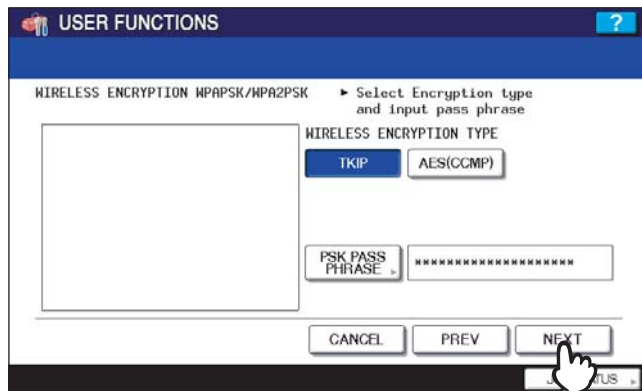 USER FUNCTIONS
?
WIRELESS ENCRYPTION WPAPSK/WPA2PSK
▶ Select Encryption type
and input pass phrase
WIRELESS ENCRYPTION TYPE
TKIP
AES(CCMP)
PSK PASS
PHRASE
********************
CANCEL
PREV
NEXT